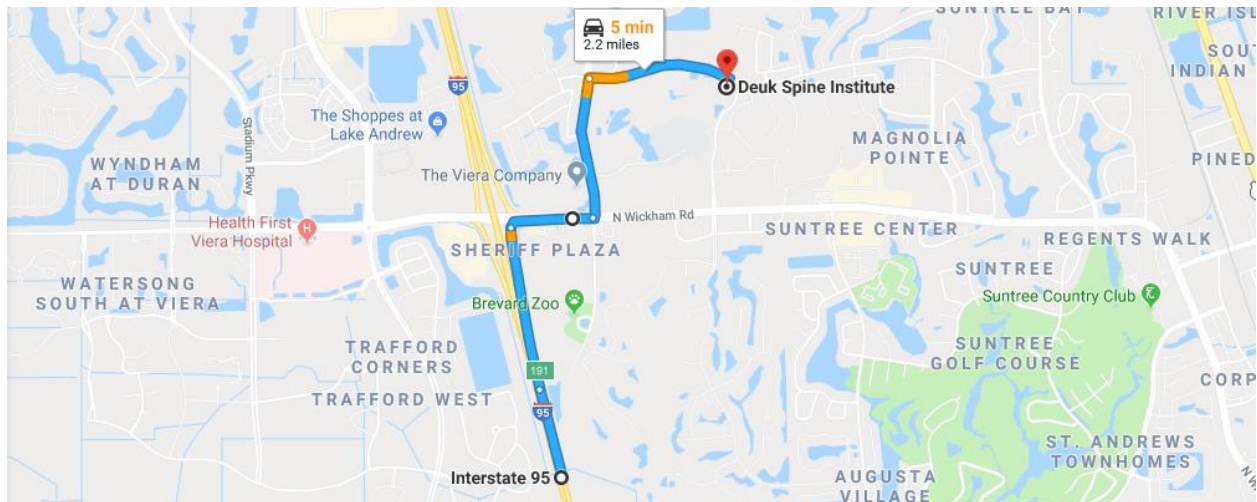 SUNTREE BAY
RIVER ISL
5 min
2.2 miles
SOUT
INDIAN
95
Deuk Spine Institute
The Shoppes at
Lake Andrew
Stadium Pkwy
MAGNOLIA
POINTE
PINED
WYNDHAM
AT DURAN
The Viera Company
N Wickham Rd
Health First
Viera Hospital
H
SHERIFF PLAZA
SUNTREE CENTER
REGENTS WALK
WATERSONG
SOUTH AT VIERA
SUNTREE
Brevard Zoo
Suntree Country Club
TRAFFORD
CORNERS
SUNTREE
GOLF COURSE
191
CORP
TRAFFORD WEST
95
ST. ANDREWS
TOWNHOMES
Interstate 95
AUGUSTA
VILLAGE